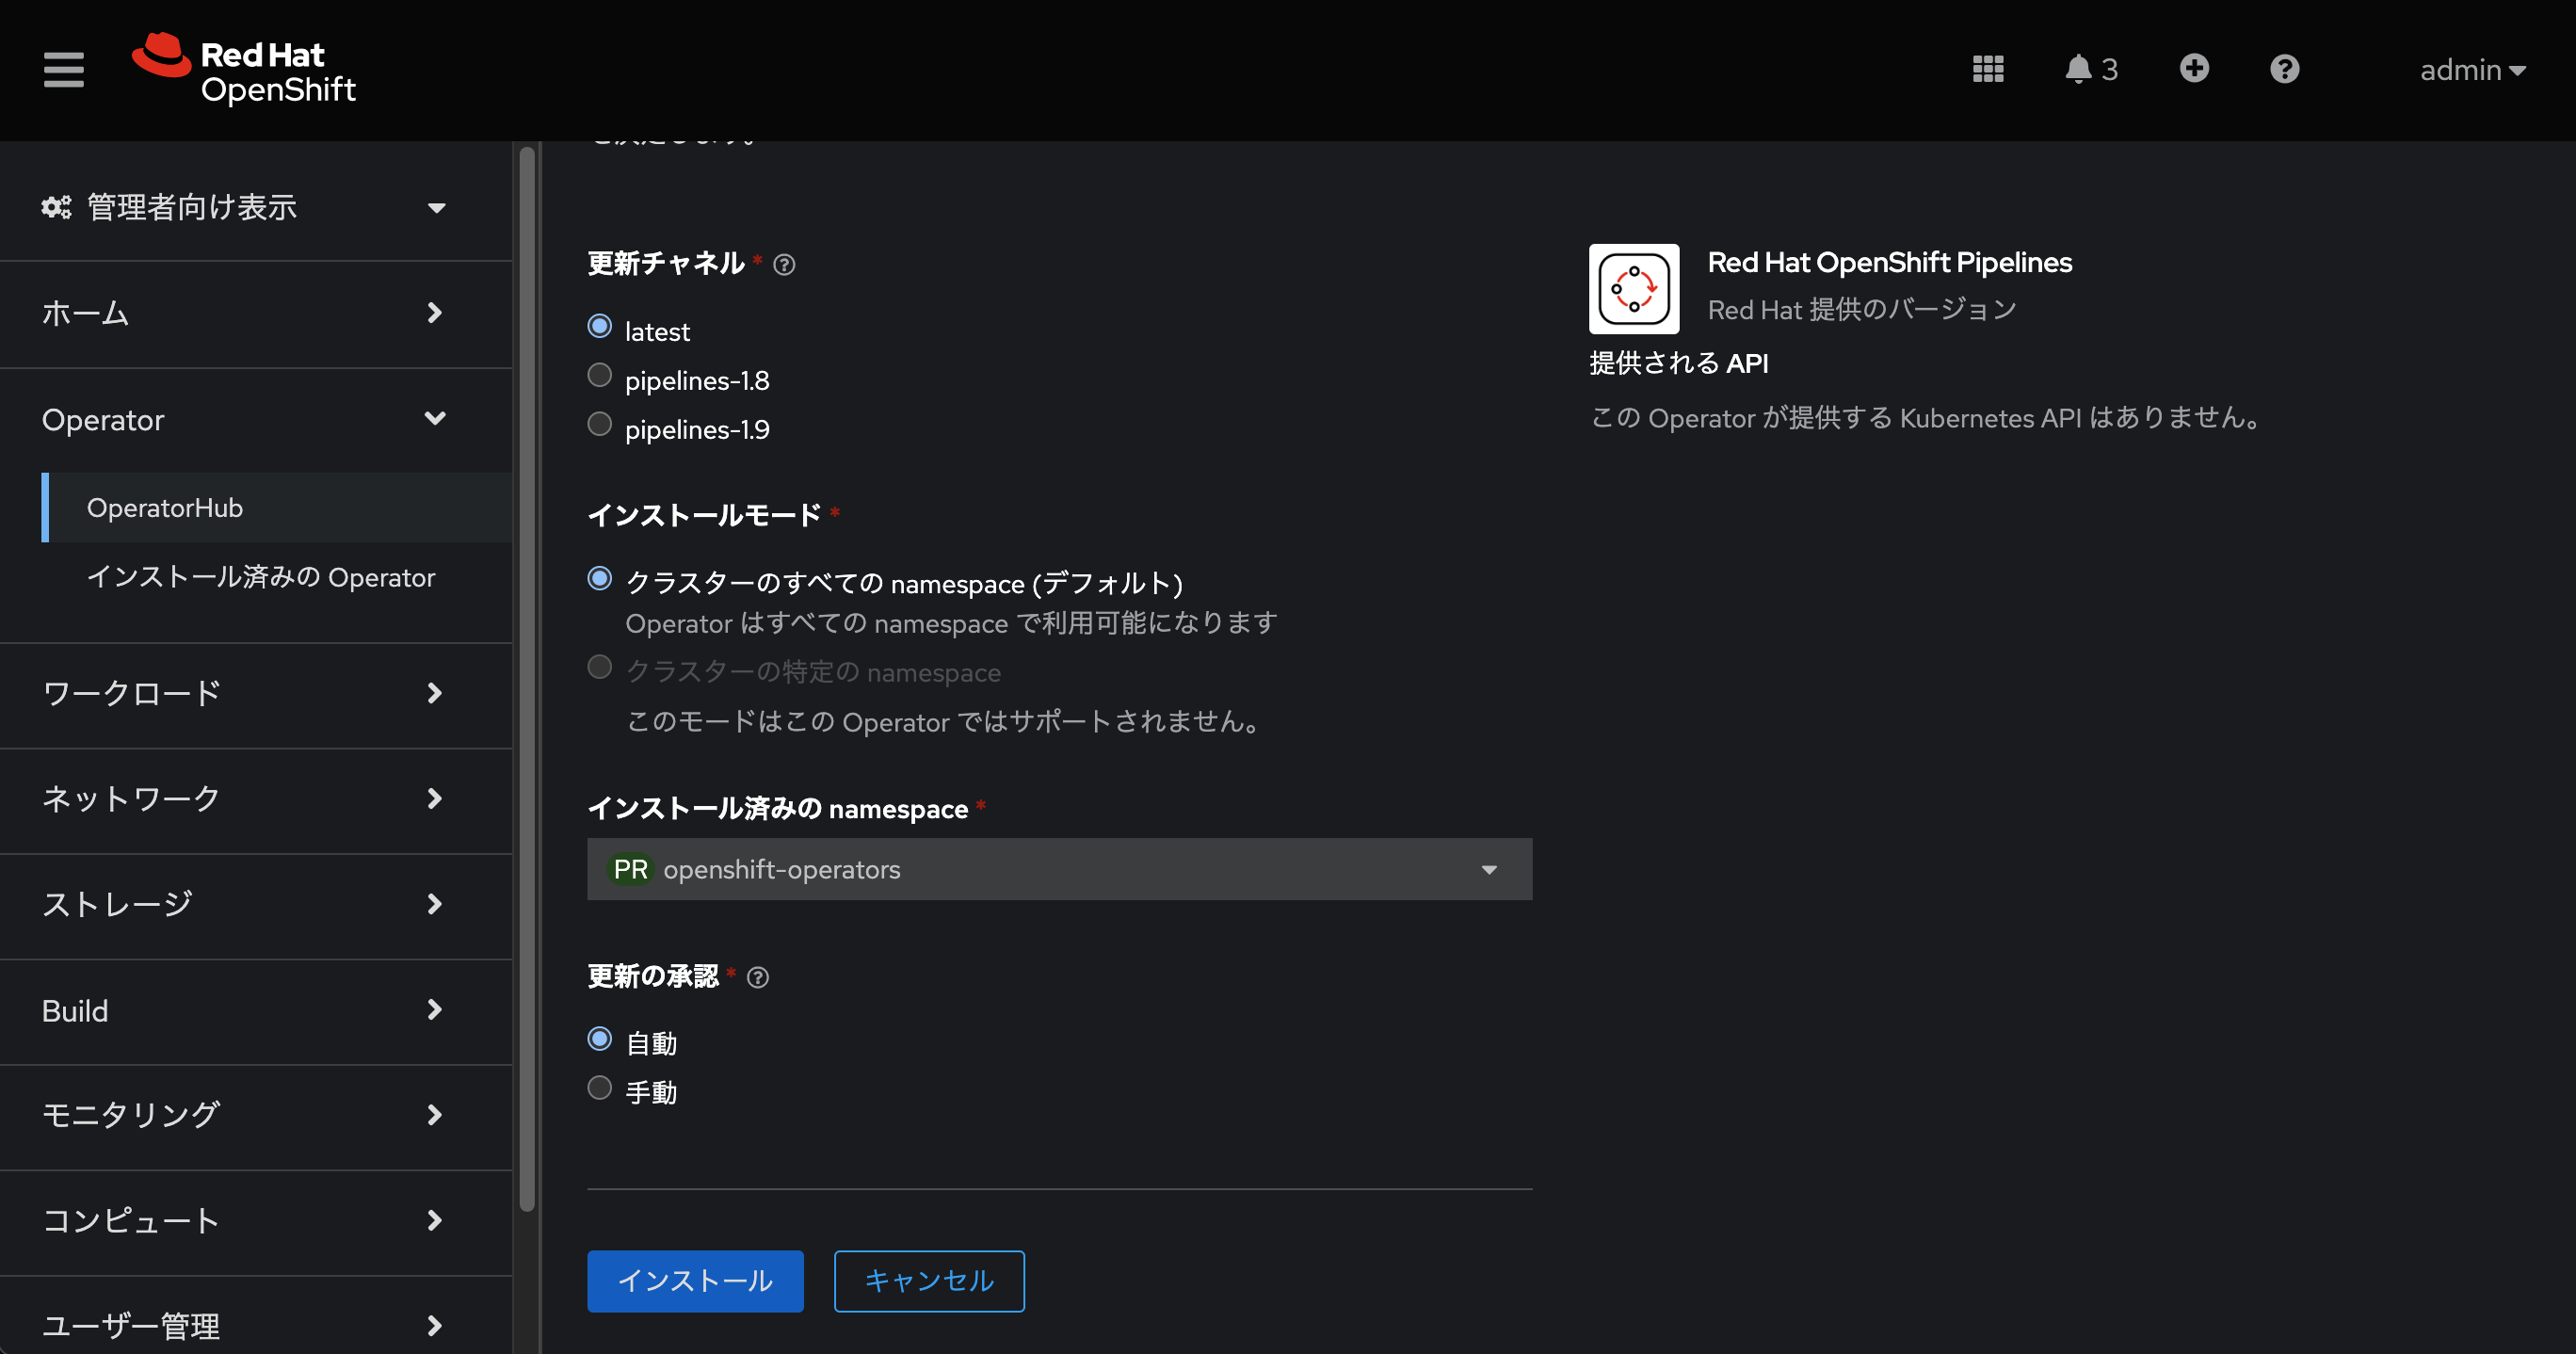 Red Hat
OpenShift
3
admin
管理者向け表示
ホーム
Operator
OperatorHub
インストール済みの Operator
ワークロード
ネットワーク
ストレージ
Build
モニタリング
コンピュート
ユーザー管理
更新チャネル *
latest
pipelines-1.8
pipelines-1.9
インストールモード *
クラスターのすべての namespace (デフォルト)
Operator はすべての namespace で利用可能になります
クラスターの特定の namespace
このモードはこの Operator ではサポートされません。
インストール済みの namespace *
PR openshift-operators
更新の承認 *
自動
手動
インストール
キャンセル
Red Hat OpenShift Pipelines
Red Hat 提供のバージョン
提供される API
この Operator が提供する Kubernetes API はありません。